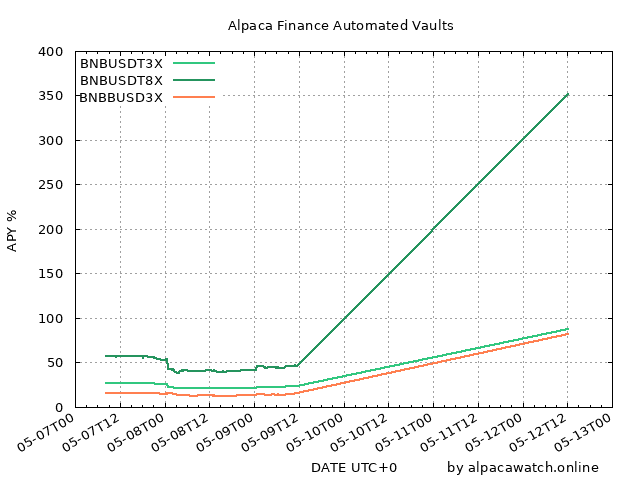 Alpaca Finance Automated Vaults
400
350
300
250
200
150
100
50
0
APY %
BNBUSDT3X
BNBUSDT8X
BNBBUSD3X
05-07T00
05-07T12
05-08T00
05-08T12
05-09T00
05-09T12
05-10T00
05-10T12
05-11T00
05-11T12
05-12T00
05-12T12
05-13T00
DATE UTC+0
by alpacawatch.online